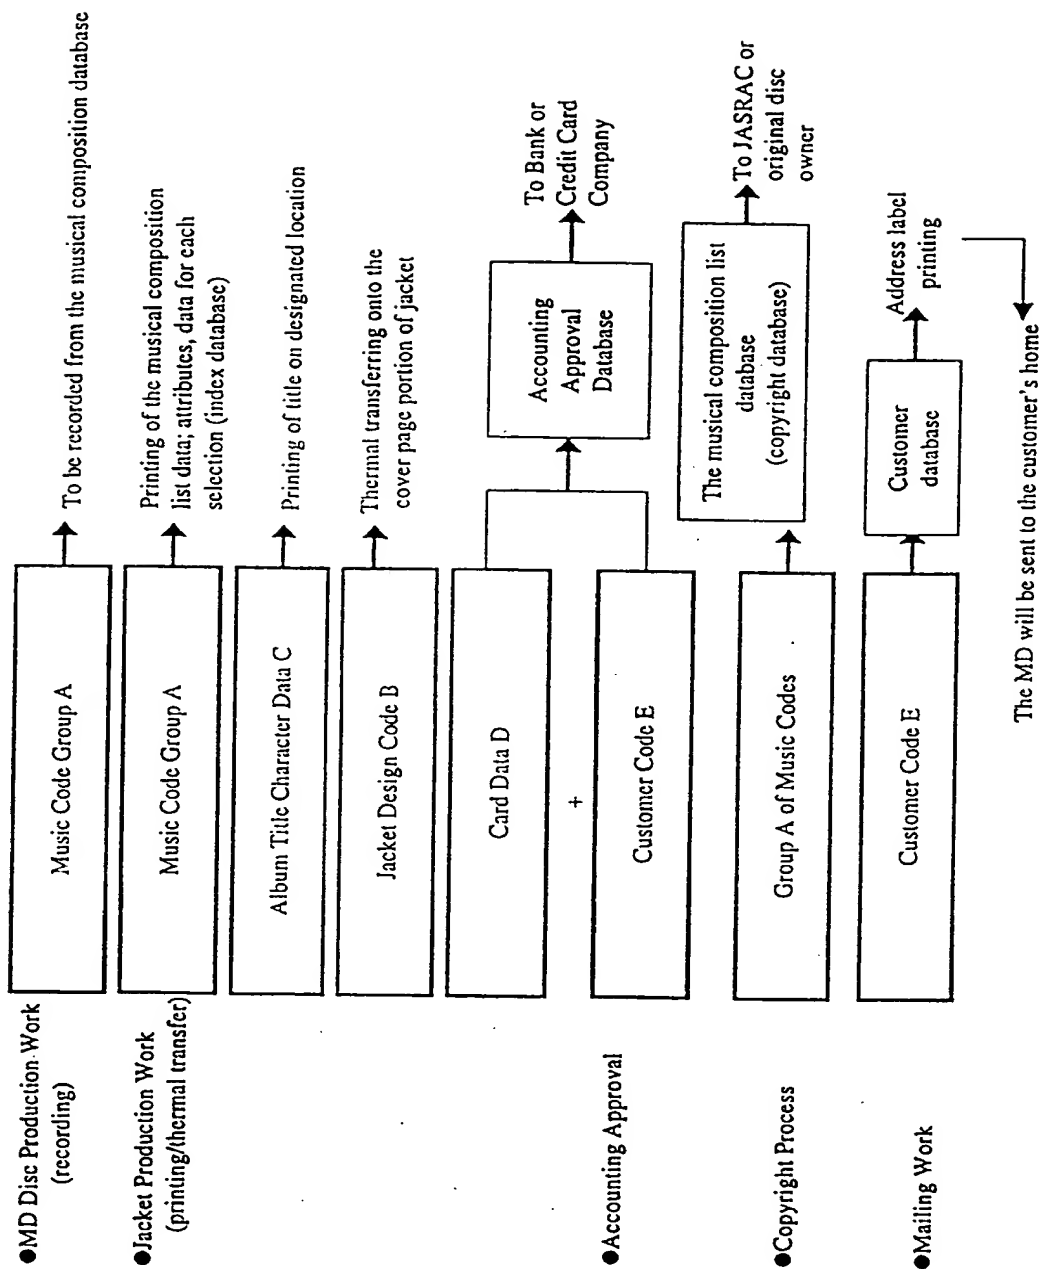 ●MD Disc Production Work
(recording)
Music Code Group A
To be recorded from the musical composition database
●Jacket Production Work
(printing/thermal transfer)
Music Code Group A
Printing of the musical composition
list data; attributes, data for each
selection (index database)
Album Title Character Data C
Printing of title on designated location
Jacket Design Code B
Thermal transferring onto the
cover page portion of jacket
●Accounting Approval
Card Data D
+
Customer Code E
Accounting
Approval
Database
To Bank or
Credit Card
Company
●Copyright Process
Group A of Music Codes
The musical composition list
database
(copyright database)
To JASRAC or
original disc
owner
●Mailing Work
Customer Code E
Customer
database
Address label
printing
The MD will be sent to the customer's home